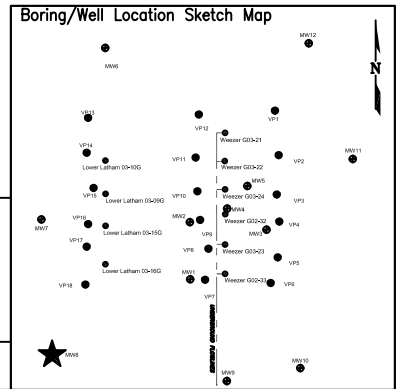 Boring/Well Location Sketch Map
MW12
MW6
N
VP13
VP12
VP1
Weezer G03-21
VP14
VP11
Weezer G03-22
VP2
MW11
Lower Latham 03-10G
MW5
VP15
VP10
Weezer G03-24
VP3
Lower Latham 03-09G
MW4
MW7
VP16
MW2
Weezer G02-32
VP4
VP9
MW3
Lower Latham 03-15G
VP17
VP8
Weezer G03-23
VP5
Lower Latham 03-16G
MW1
Weezer G02-33
VP18
VP7
VP6
UNDERGROUND FLOWLINES
MW8
MW10
MW9